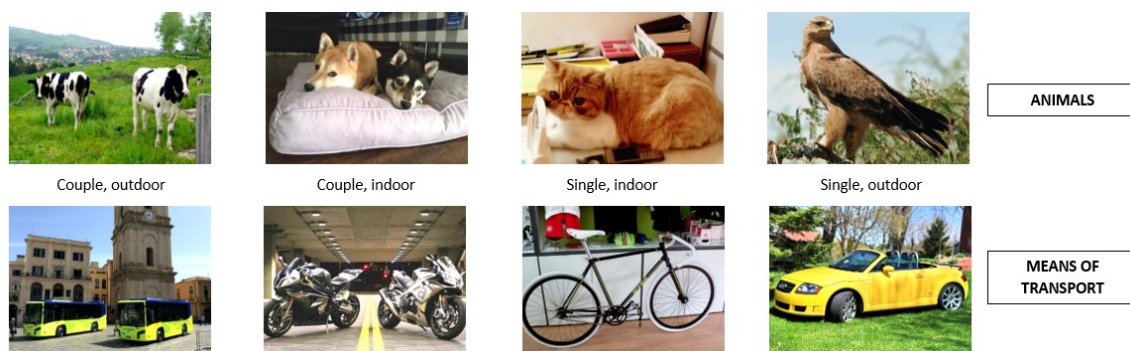 ANIMALS
Couple, outdoor
Couple, indoor
Single, indoor
Single, outdoor
MEANS OF
TRANSPORT